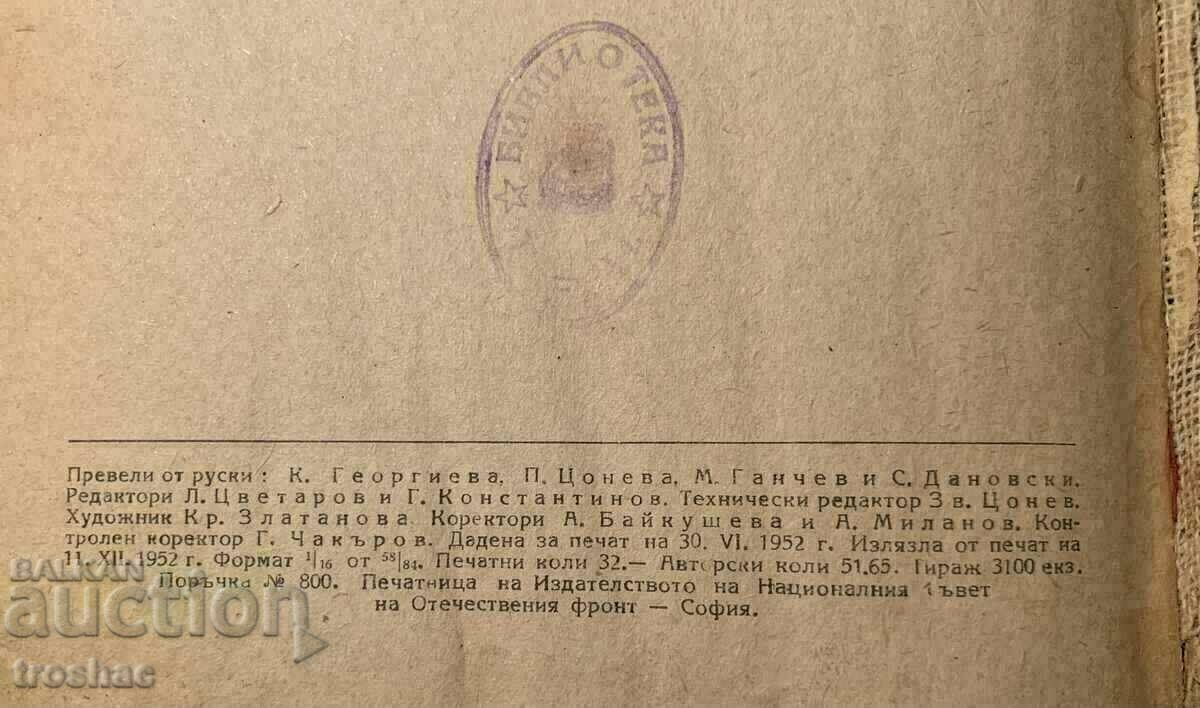 БИБЛИОТЕКА
Превели от руски: К. Георгиева, П. Цонева, М. Ганчев и С. Дановски.
Редактори Л. Цветаров и Г. Константинов. Технически редактор Зв. Цонев.
Художник Кр. Златанова. Коректори А. Байкушева и А. Миланов. Кон-
тролен коректор Г. Чакъров. Дадена за печат на 30. VI. 1952 г. Излязла от печат на
11. XII. 1952 г. Формат 1/16 от 58/84. Печатни коли 32.— Авторски коли 51.65. Тираж 3100 екз.
Поръчка № 800. Печатница на Издателството на Националния съвет
на Отечествения фронт — София.
BALKAN
auction
troshac